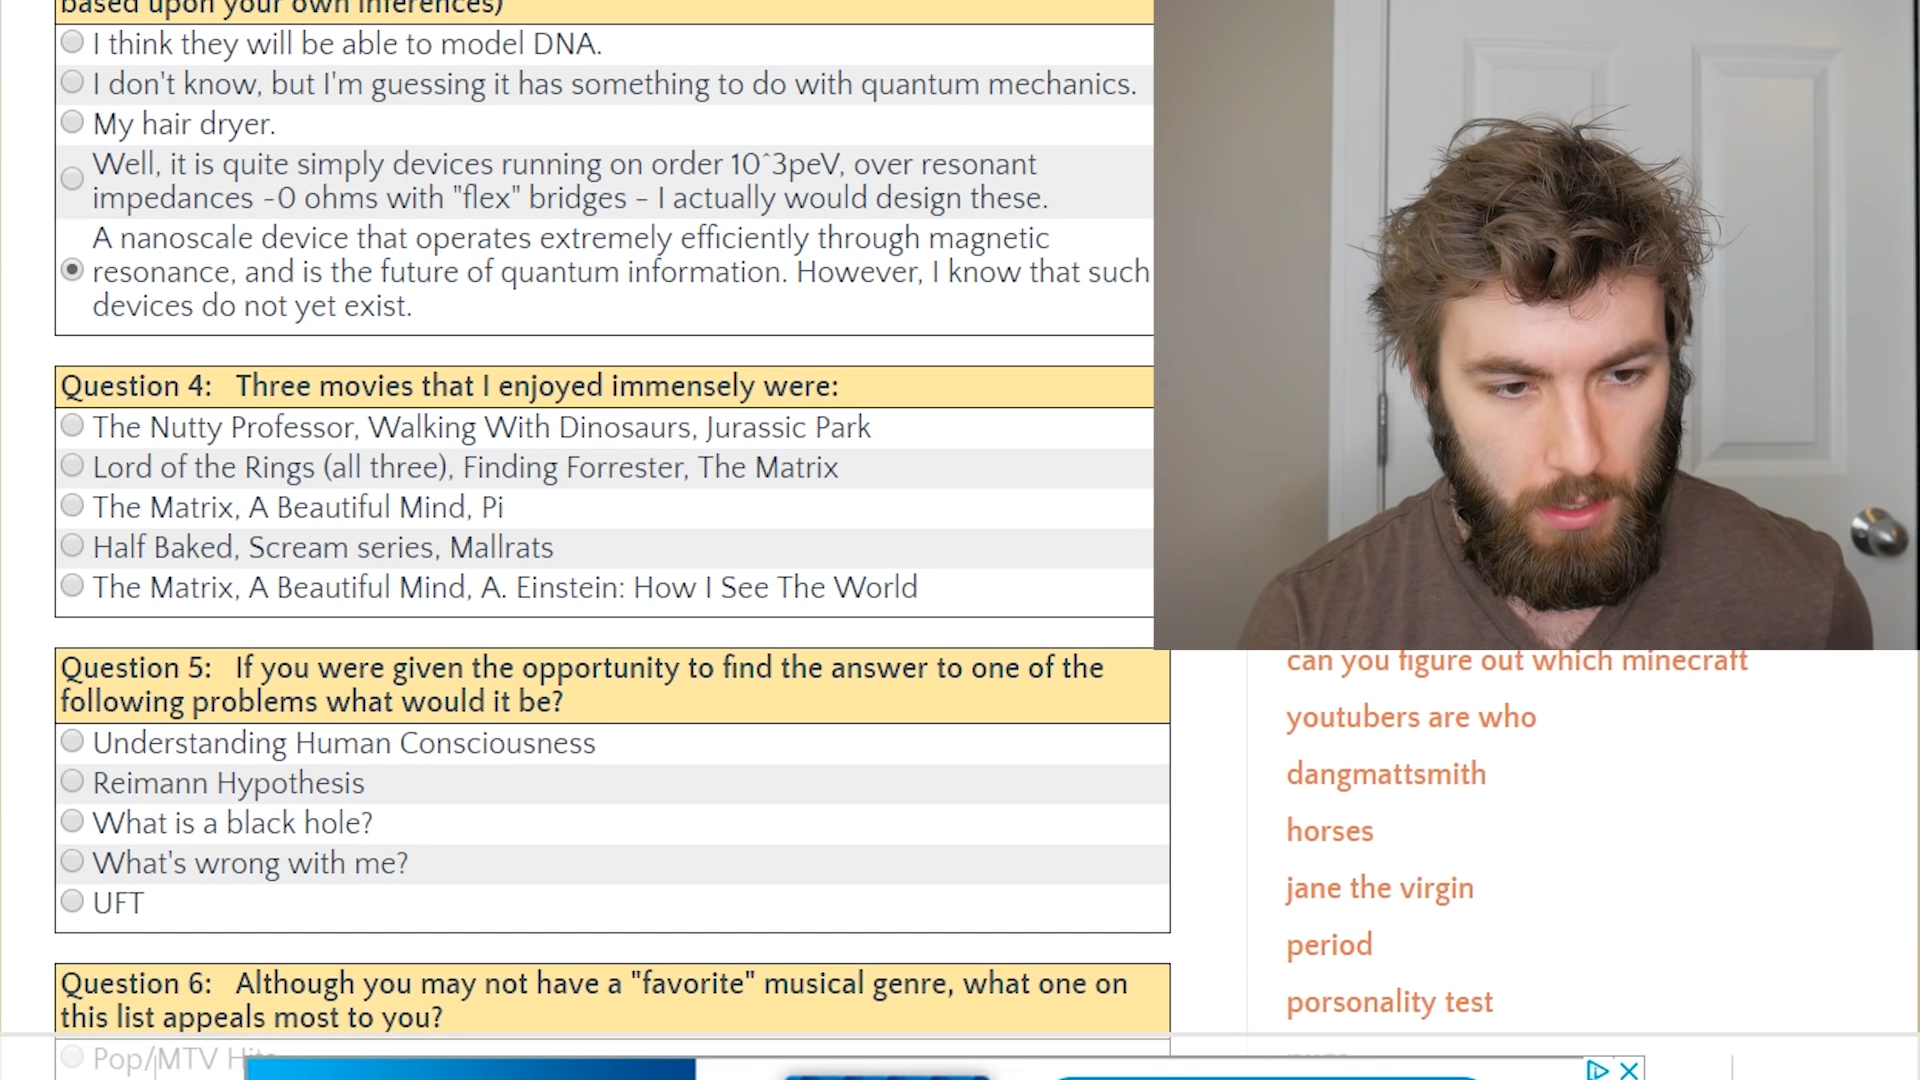 based upon your own inferences)
I think they will be able to model DNA.
I don't know, but I'm guessing it has something to do with quantum mechanics.
My hair dryer.
Well, it is quite simply devices running on order 10^3peV, over resonant
impedances -0 ohms with "flex" bridges - I actually would design these.
A nanoscale device that operates extremely efficiently through magnetic
resonance, and is the future of quantum information. However, I know that such
devices do not yet exist.
Question 4: Three movies that I enjoyed immensely were:
The Nutty Professor, Walking With Dinosaurs, Jurassic Park
Lord of the Rings (all three), Finding Forrester, The Matrix
The Matrix, A Beautiful Mind, Pi
Half Baked, Scream series, Mallrats
The Matrix, A Beautiful Mind, A. Einstein: How I See The World
Question 5: If you were given the opportunity to find the answer to one of the
following problems what would it be?
Understanding Human Consciousness
Reimann Hypothesis
What is a black hole?
What's wrong with me?
UFT
Question 6: Although you may not have a "favorite" musical genre, what one on
this list appeals most to you?
Pop/MTV Hits
can you figure out which minecraft
youtubers are who
dangmattsmith
horses
jane the virgin
period
porsonality test